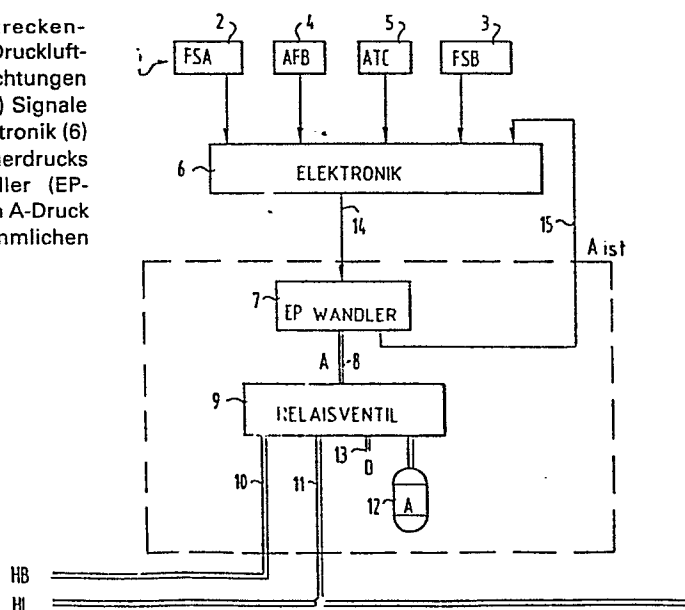 recken-
Druckluft-
chtungen
) Signale
tronik (6)
nerdrucks
ller (EP-
n A-Druck
mmlichen
2 4 5 3
i FSA AFB ATC FSB
6 ELEKTRONIK
14 15
A ist
7 EP WANDLER
A 8
9 RELAISVENTIL
13
10 11 D 12 A
HB
HL